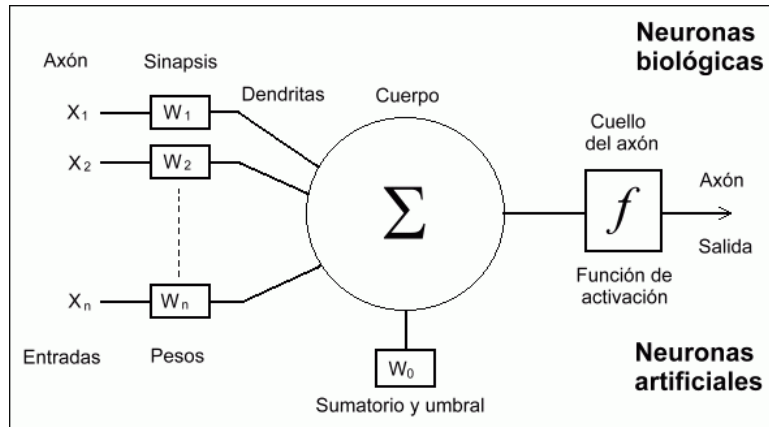 Neuronas
biológicas
Axón Sinapsis
Dendritas Cuerpo
Cuello
del axón
X1 W1
X2 W2
Σ
f
Axón
Salida
Función de
activación
Xn Wn
Entradas Pesos
W0
Sumatorio y umbral
Neuronas
artificiales